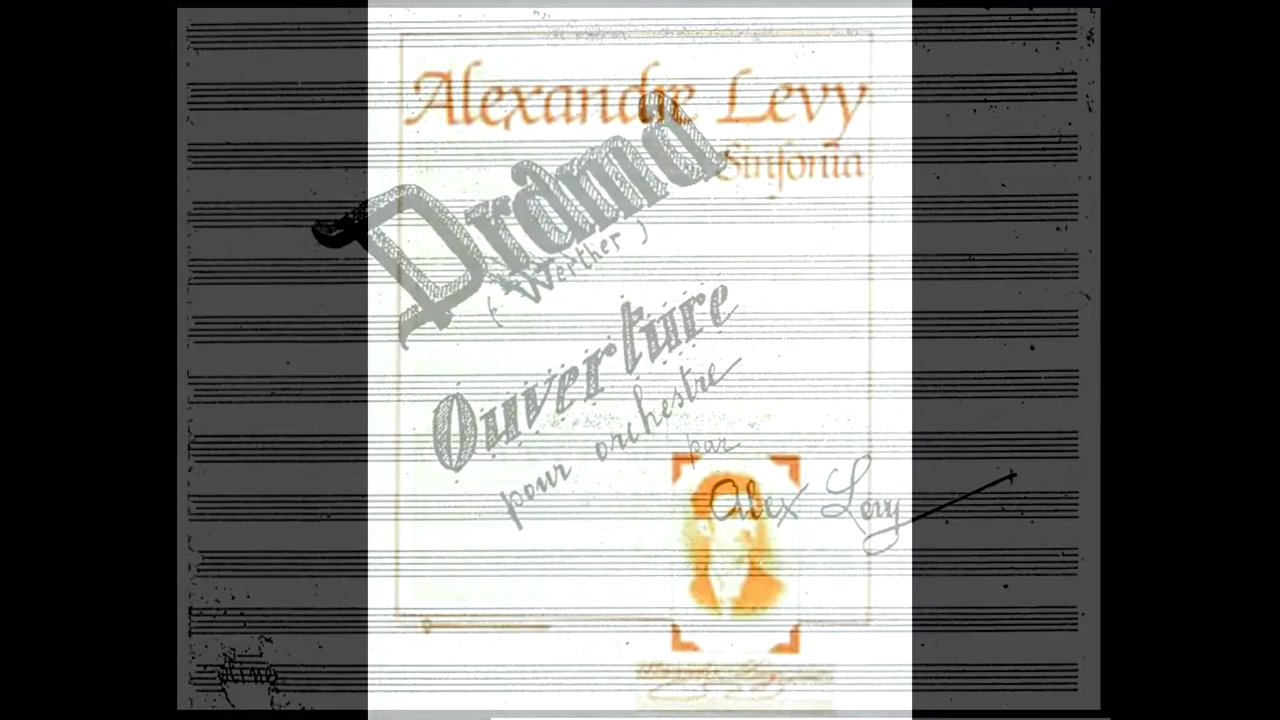 Alexandre Levy
Sinfonia
Drama
( Werther )
Ouverture
pour orchestre
par
Alex Levy